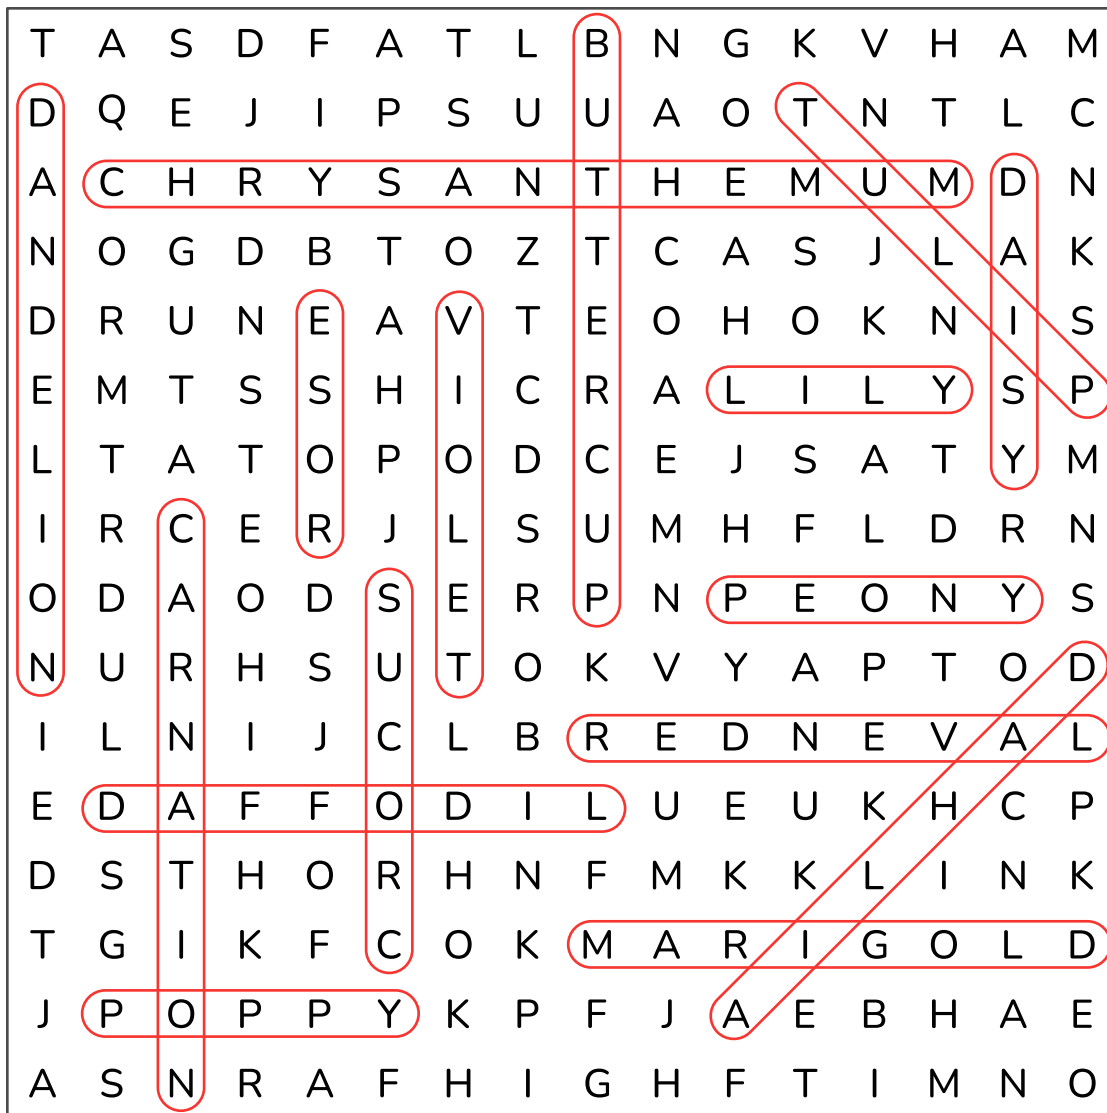 T A S D F A T L B N G K V H A M
D Q E J I P S U U A O T N T L C
A C H R Y S A N T H E M U M D N
N O G D B T O Z T C A S J L A K
D R U N E A V T E O H O K N I S
E M T S S H I C R A L I L Y S P
L T A T O P O D C E J S A T Y M
I R C E R J L S U M H F L D R N
O D A O D S E R P N P E O N Y S
N U R H S U T O K V Y A P T O D
I L N I J C L B R E D N E V A L
E D A F F O D I L U E U K H C P
D S T H O R H N F M K K L I N K
T G I K F C O K M A R I G O L D
J P O P P Y K P F J A E B H A E
A S N R A F H I G H F T I M N O